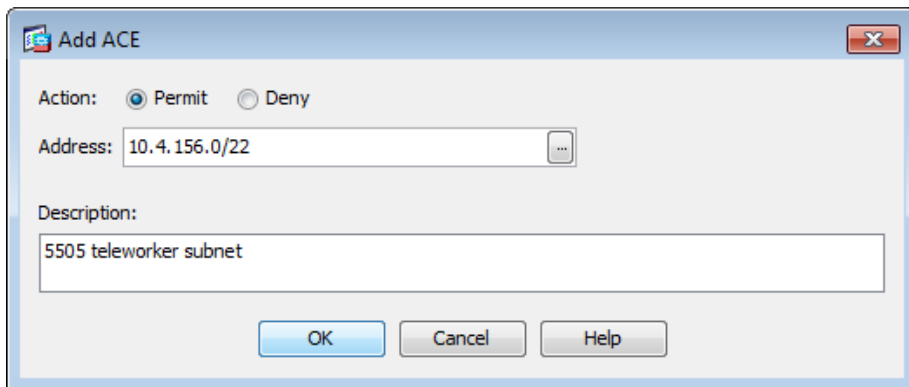 Add ACE
Action: Permit Deny
Address: 10.4.156.0/22 ...
Description:
5505 teleworker subnet
OK Cancel Help